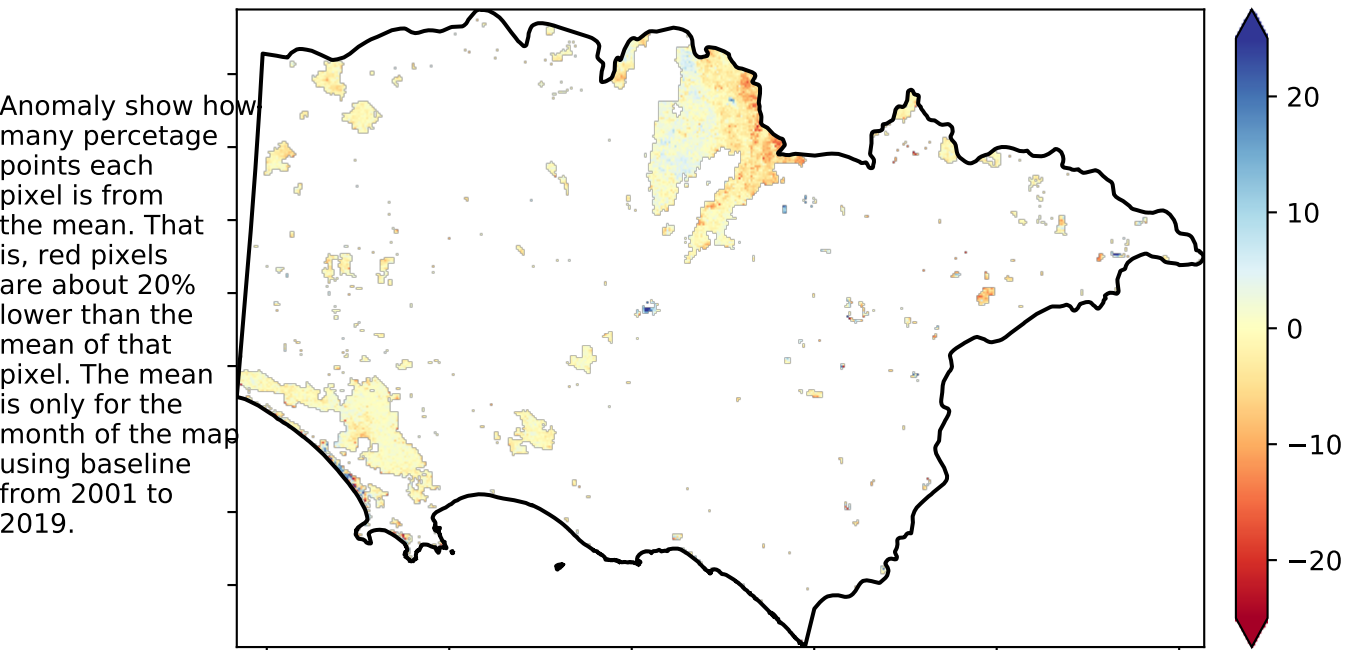 Anomaly show how
many percetage
points each
pixel is from
the mean. That
is, red pixels
are about 20%
lower than the
mean of that
pixel. The mean
is only for the
month of the map
using baseline
from 2001 to
2019.
20
10
0
−10
−20